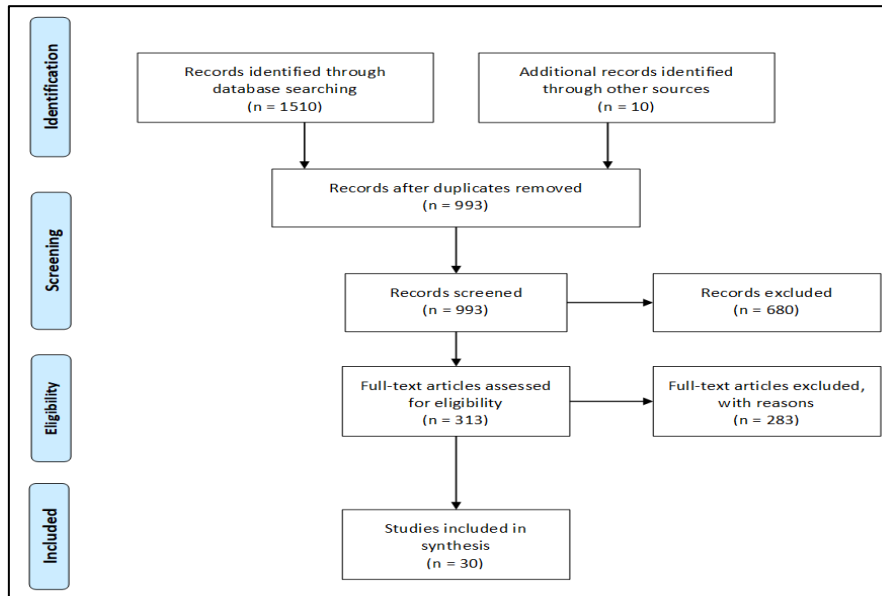 Identification
Records identified through
database searching
(n = 1510)
Additional records identified
through other sources
(n = 10)
Records after duplicates removed
(n = 993)
Screening
Records screened
(n = 993)
Records excluded
(n = 680)
Eligibility
Full-text articles assessed
for eligibility
(n = 313)
Full-text articles excluded,
with reasons
(n = 283)
Included
Studies included in
synthesis
(n = 30)